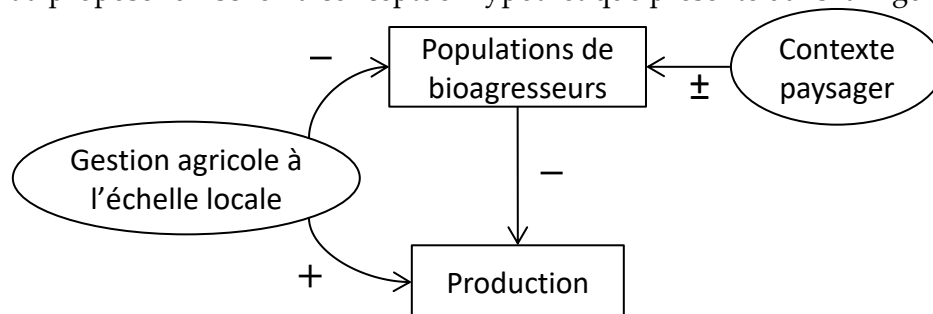 Populations de
bioagresseurs
Contexte
paysager
−
±
Gestion agricole à
l’échelle locale
−
+
Production